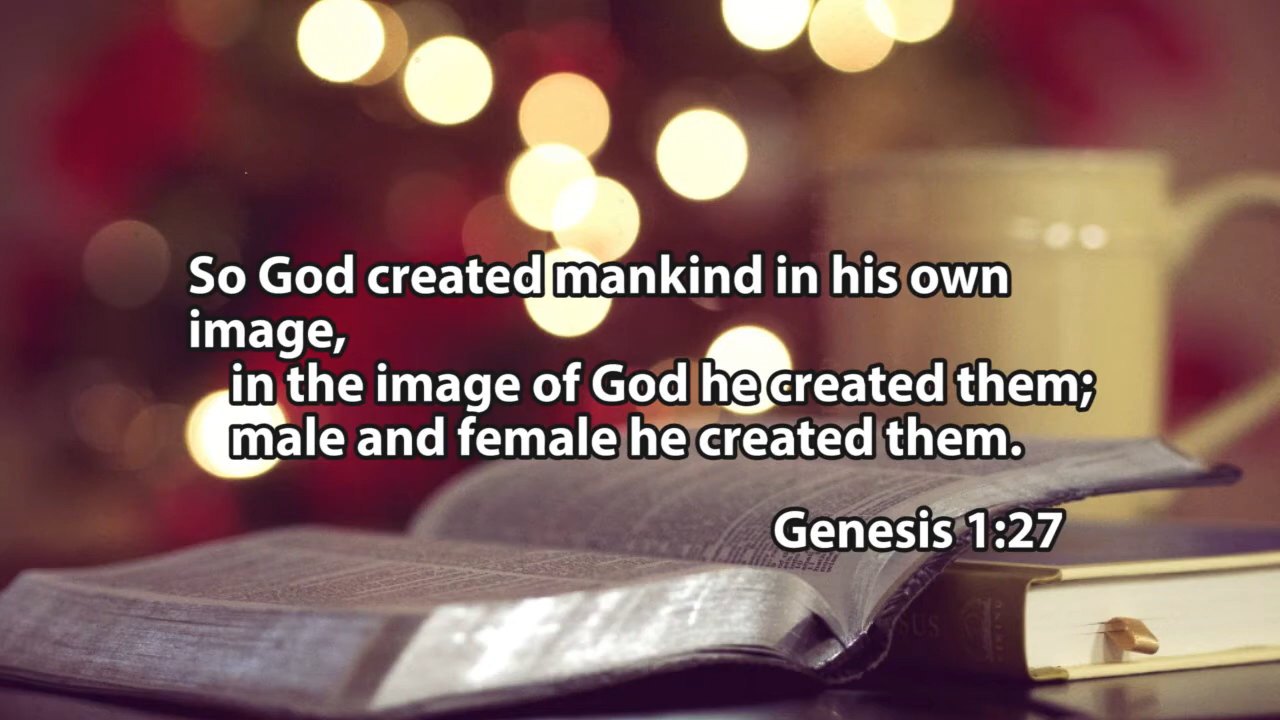 So God created mankind in his own
image,
in the image of God he created them;
male and female he created them.
Genesis 1:27